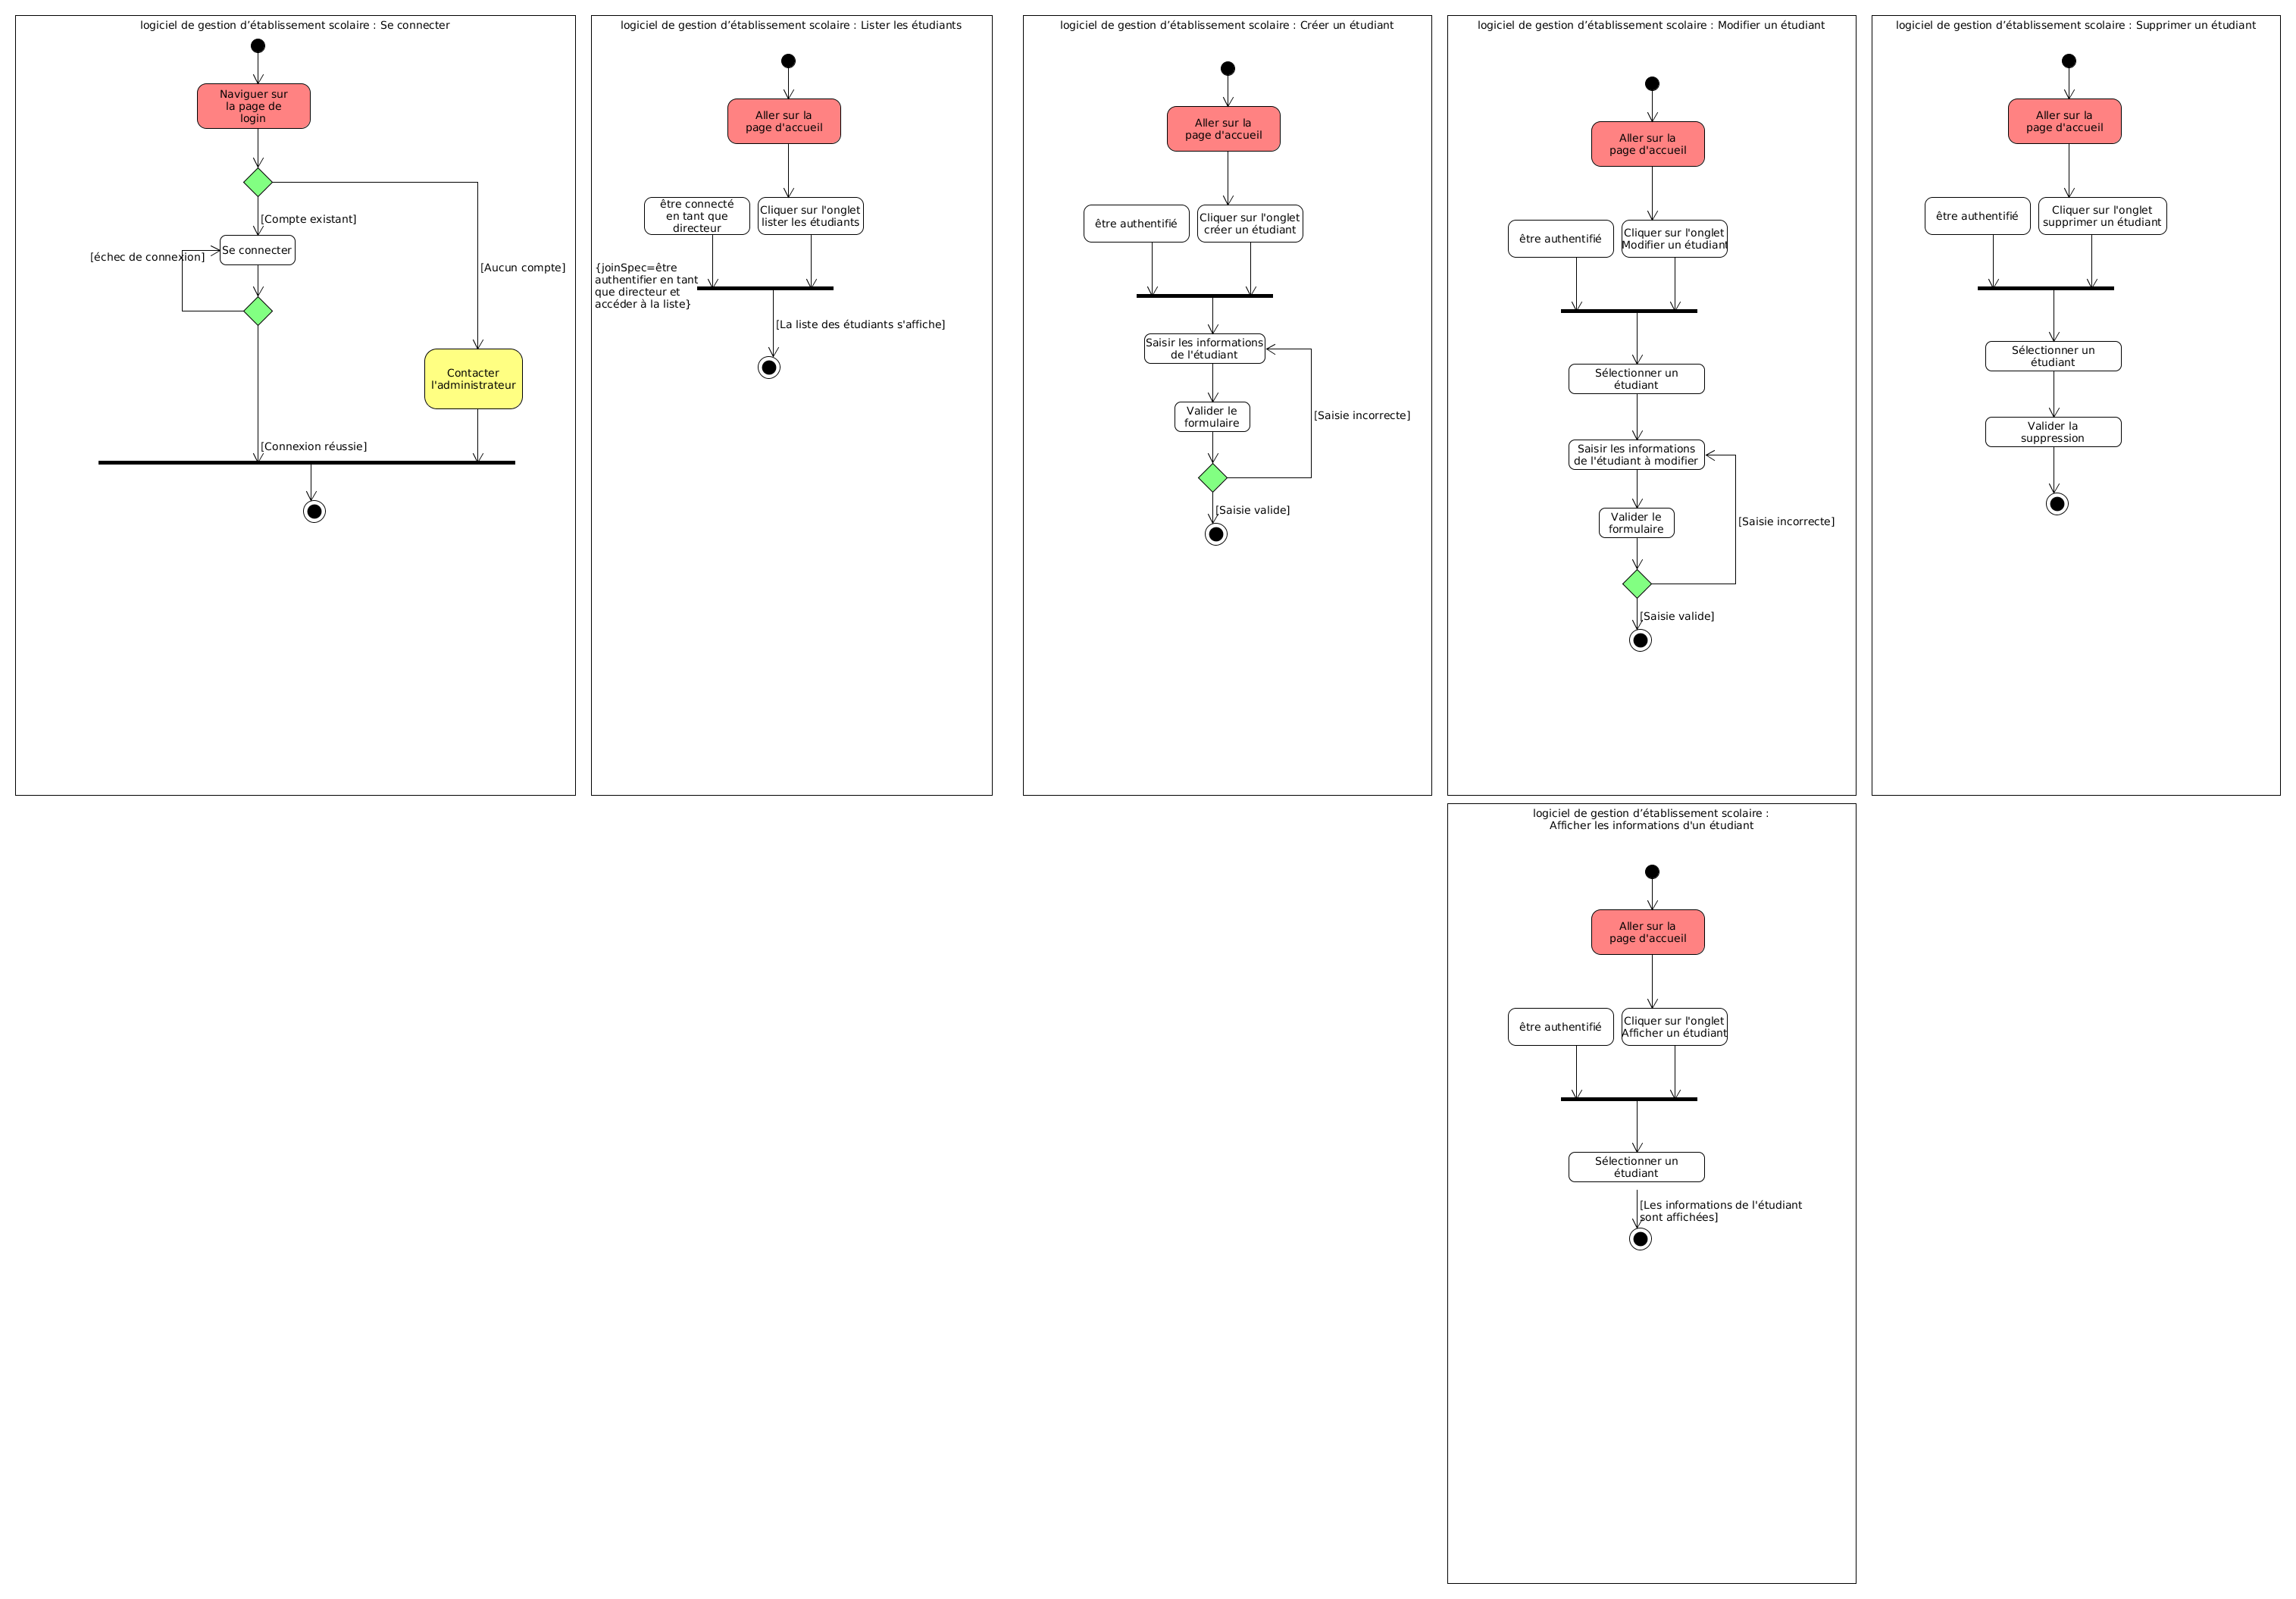 logiciel de gestion d’établissement scolaire : Se connecter
Naviguer sur
la page de
login
[Compte existant]
Se connecter
[échec de connexion]
[Aucun compte]
Contacter
l'administrateur
[Connexion réussie]
logiciel de gestion d’établissement scolaire : Lister les étudiants
Aller sur la
page d'accueil
être connecté
en tant que
directeur
Cliquer sur l'onglet
lister les étudiants
{joinSpec=être
authentifier en tant
que directeur et
accéder à la liste}
[La liste des étudiants s'affiche]
logiciel de gestion d’établissement scolaire : Créer un étudiant
Aller sur la
page d'accueil
être authentifié
Cliquer sur l'onglet
créer un étudiant
Saisir les informations
de l'étudiant
Valider le
formulaire
[Saisie incorrecte]
[Saisie valide]
logiciel de gestion d’établissement scolaire : Modifier un étudiant
Aller sur la
page d'accueil
être authentifié
Cliquer sur l'onglet
Modifier un étudiant
Sélectionner un
étudiant
Saisir les informations
de l'étudiant à modifier
Valider le
formulaire
[Saisie incorrecte]
[Saisie valide]
logiciel de gestion d’établissement scolaire : Supprimer un étudiant
Aller sur la
page d'accueil
être authentifié
Cliquer sur l'onglet
supprimer un étudiant
Sélectionner un
étudiant
Valider la
suppression
logiciel de gestion d’établissement scolaire :
Afficher les informations d'un étudiant
Aller sur la
page d'accueil
être authentifié
Cliquer sur l'onglet
Afficher un étudiant
Sélectionner un
étudiant
[Les informations de l'étudiant
sont affichées]